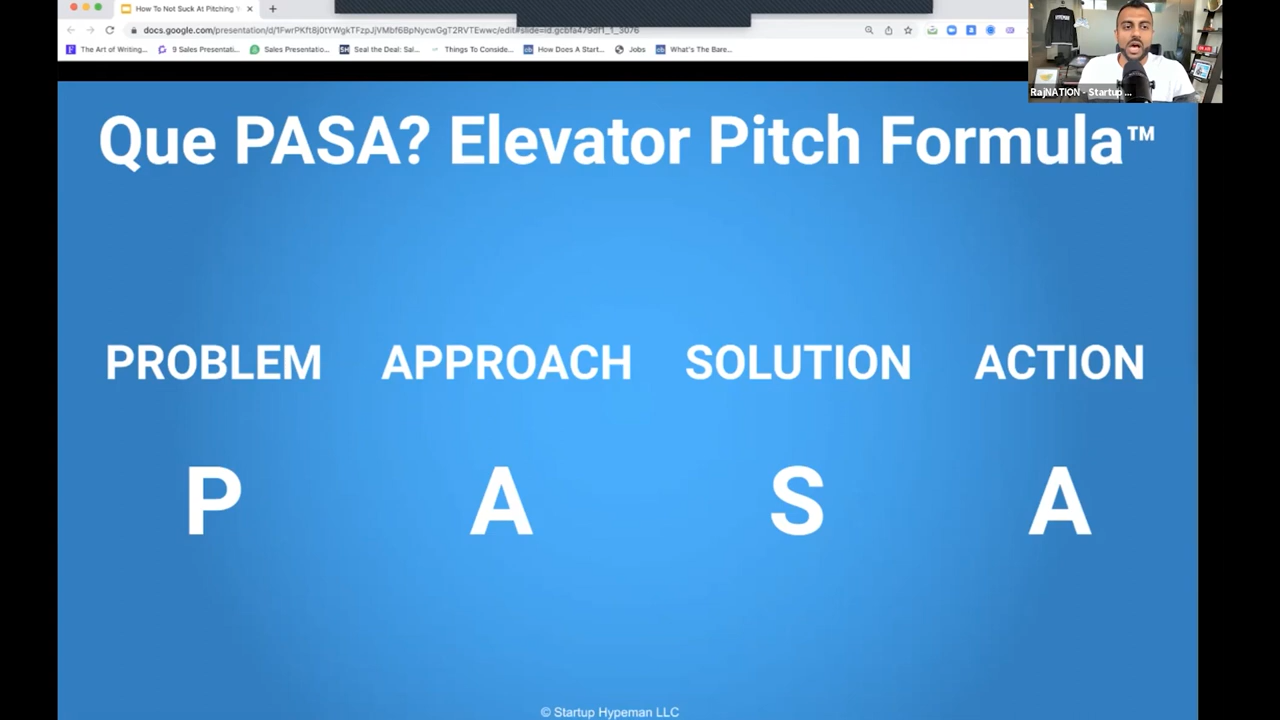 How To Not Suck At Pitching
docs.google.com/presentation/d/1FwrPKft8j0tYWgkTFzpJjVMbf6BpNycwGgT2RVTEwwc/edit#slide=id.gcbfa479df1_1_3076
The Art of Writing...
9 Sales Presentati...
Sales Presentatio...
Seal the Deal: Sal...
Things To Conside...
How Does A Start...
Jobs
What's The Bare...
RajNATION - Startup ...
Que PASA? Elevator Pitch Formula™
PROBLEM APPROACH SOLUTION ACTION
P A S A
© Startup Hypeman LLC